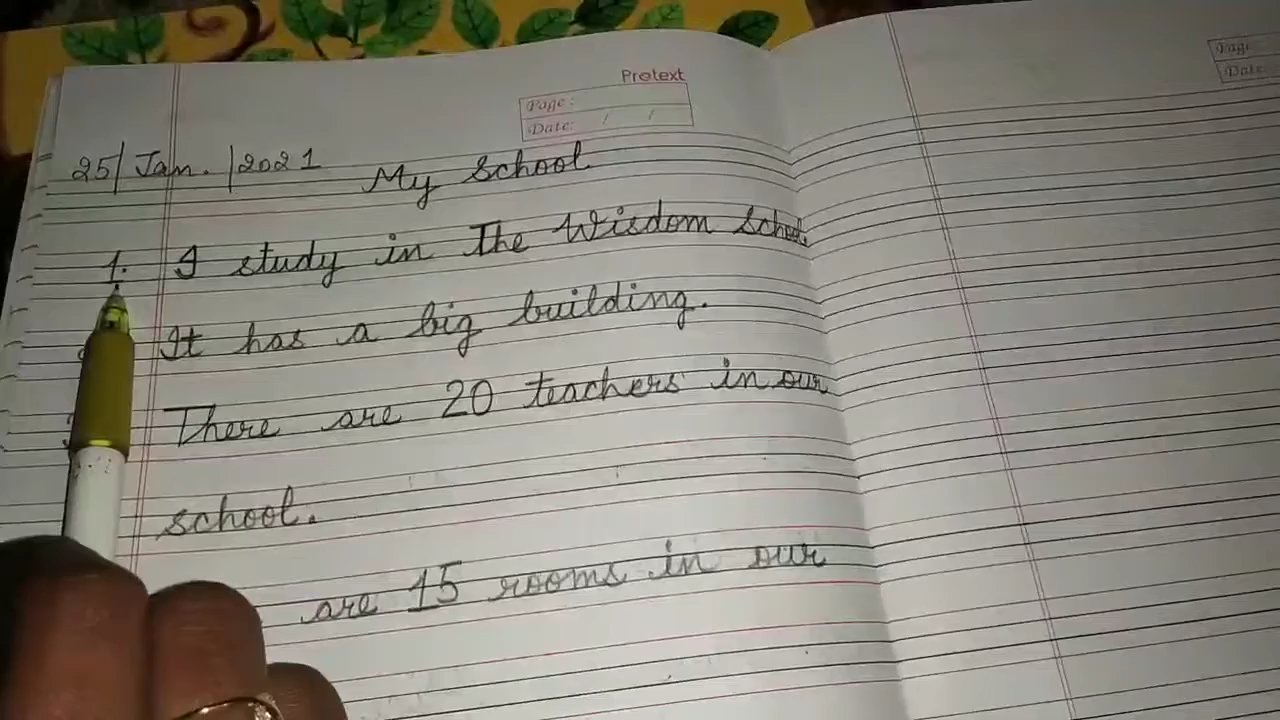 Pretext
Page:
Date: / /
Page
Date
25/Jan./2021
My School
1. I study in The Wisdom School.
It has a big building.
There are 20 teachers in our
school.
are 15 rooms in our